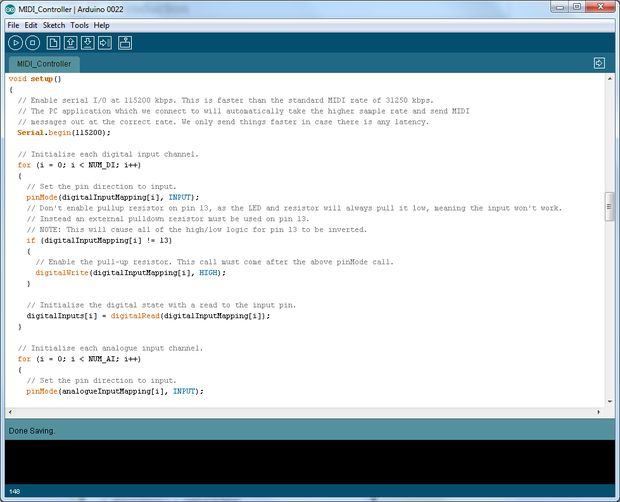 MIDI_Controller | Arduino 0022
File Edit Sketch Tools Help
MIDI_Controller
void setup()
{
// Enable serial I/O at 115200 kbps. This is faster than the standard MIDI rate of 31250 kbps.
// The PC application which we connect to will automatically take the higher sample rate and send MIDI
// messages out at the correct rate. We only send things faster in case there is any latency.
Serial.begin(115200);
// Initialise each digital input channel.
for (i = 0; i < NUM_DI; i++)
{
// Set the pin direction to input.
pinMode(digitalInputMapping[i], INPUT);
// Don't enable pullup resistor on pin 13, as the LED and resistor will always pull it low, meaning the input won't work.
// Instead an external pulldown resistor must be used on pin 13.
// NOTE: This will cause all of the high/low logic for pin 13 to be inverted.
if (digitalInputMapping[i] != 13)
{
// Enable the pull-up resistor. This call must come after the above pinMode call.
digitalWrite(digitalInputMapping[i], HIGH);
}
// Initialise the digital state with a read to the input pin.
digitalInputs[i] = digitalRead(digitalInputMapping[i]);
}
// Initialise each analogue input channel.
for (i = 0; i < NUM_AI; i++)
{
// Set the pin direction to input.
pinMode(analogueInputMapping[i], INPUT);
Done Saving.
148